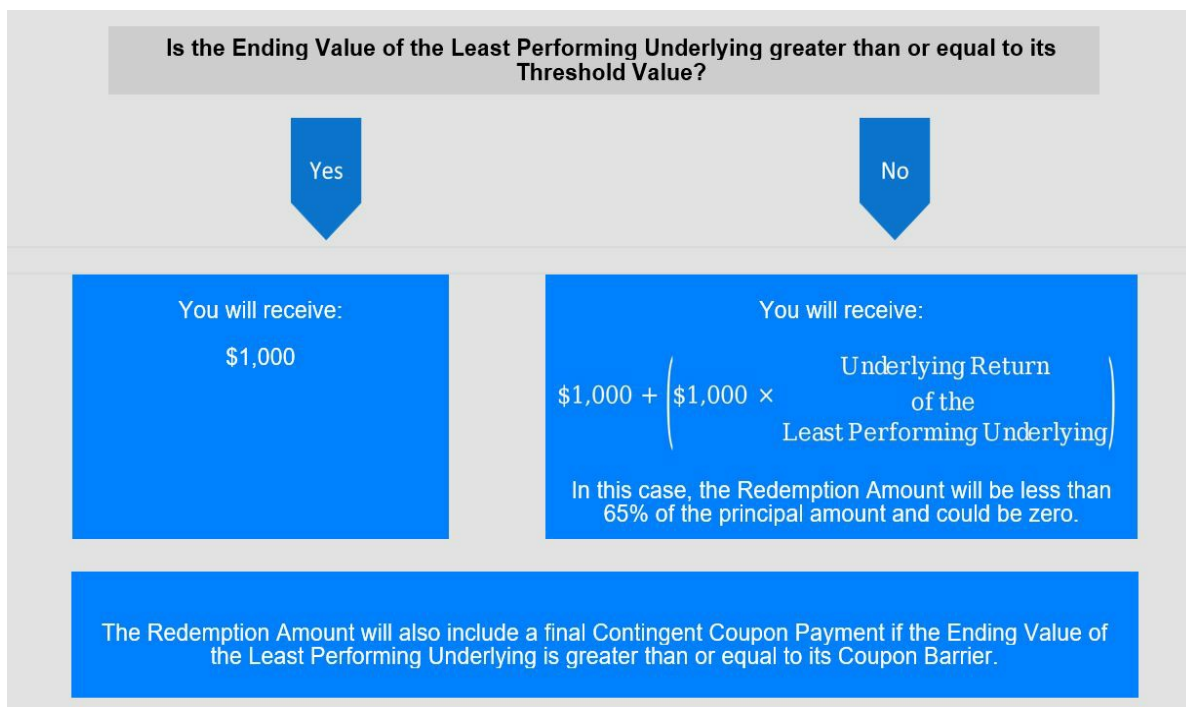 Is the Ending Value of the Least Performing Underlying greater than or equal to its
Threshold Value?
Yes
No
You will receive:
$1,000
You will receive:
$1,000 + ($1,000 × Underlying Return
of the
Least Performing Underlying)
In this case, the Redemption Amount will be less than
65% of the principal amount and could be zero.
The Redemption Amount will also include a final Contingent Coupon Payment if the Ending Value of
the Least Performing Underlying is greater than or equal to its Coupon Barrier.